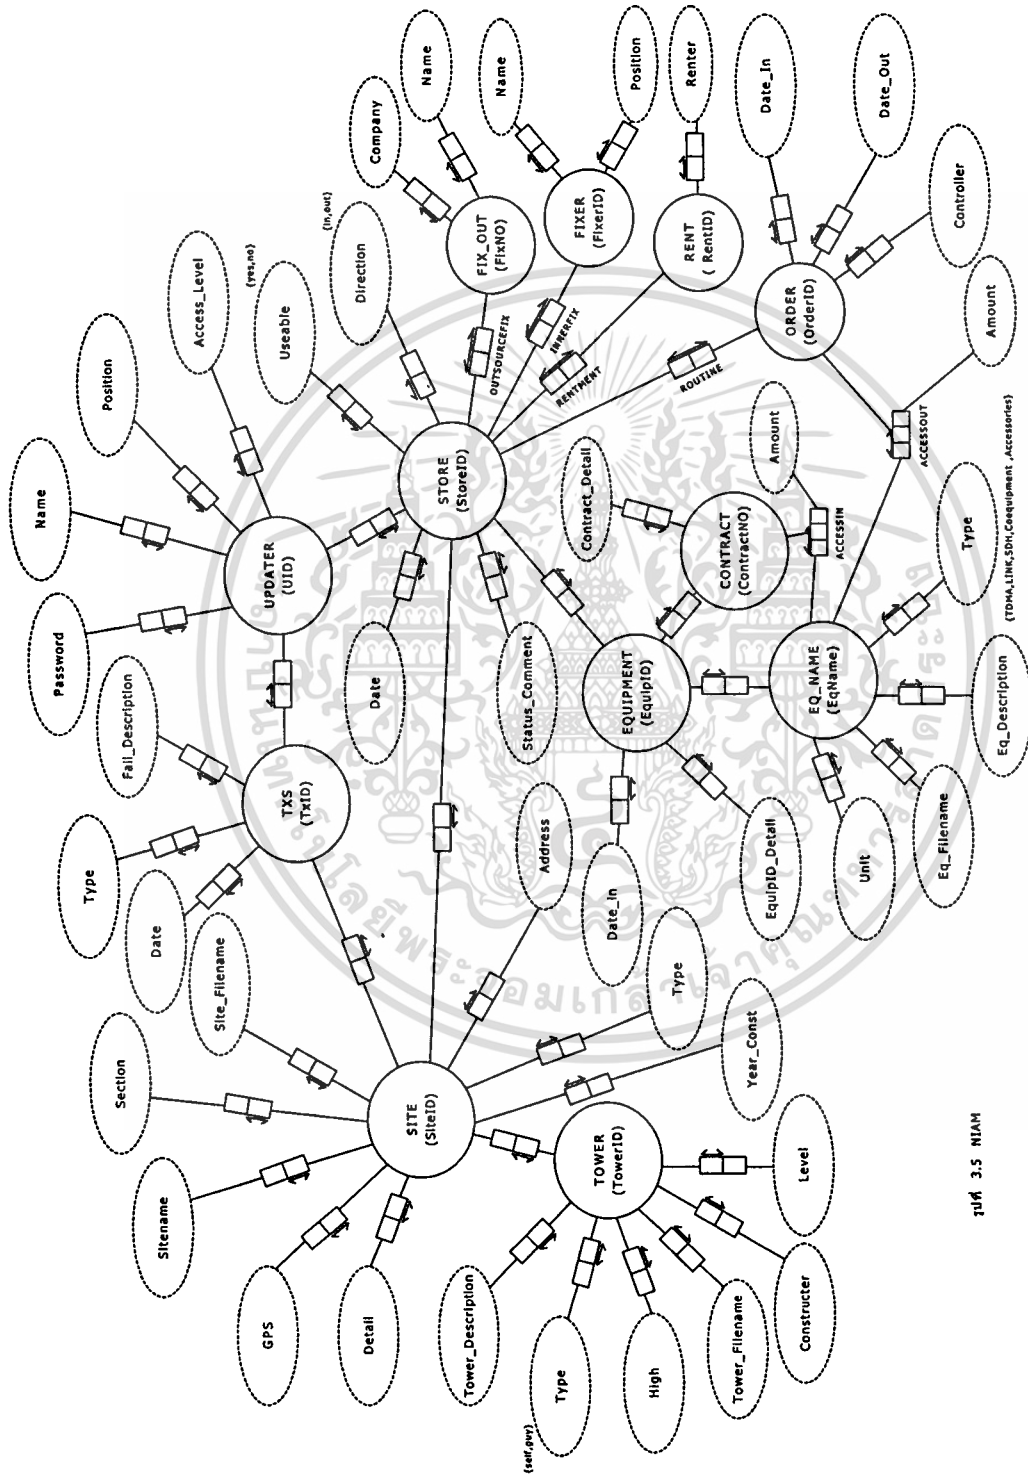 Name
Position
Access_Level
{yes,no}
Useable
{in,out}
Direction
Company
Name
Name
Position
Renter
Date_In
Date_Out
Controller
Amount
Password
UPDATER
(UID)
STORE
(StoreID)
FIX_OUT
(FixNO)
FIXER
(FixerID)
RENT
( RentID)
ORDER
(OrderID)
OUTSOURCEFIX
INNERFIX
RENTMENT
ROUTINE
ACCESSOUT
Type
Date
Fail_Description
TXS
(TxID)
Date
Status_Comment
Contract_Detail
Amount
CONTRACT
(ContractNO)
ACCESSIN
EQUIPMENT
(EquipID)
EQ_NAME
(EqName)
Type
{TDMA,LINK,SDH,Ceequipment ,Accessories}
Eq_Description
Eq_Filename
Unit
EquipID_Detail
Date_In
Address
Site_Filename
Section
Sitename
GPS
Detail
SITE
(SiteID)
Type
Year_Const
TOWER
(TowerID)
Tower_Description
Type
{self,guy}
High
Tower_Filename
Constructer
Level
รูปที่ 3.5 NIAM